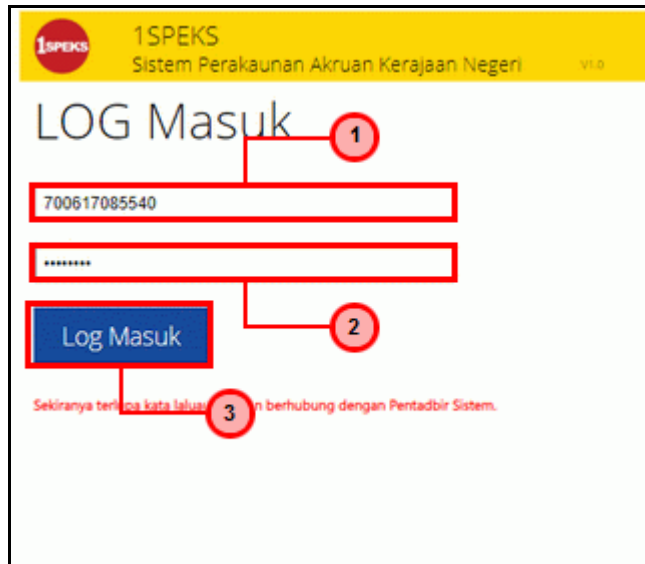 1SPEKS
1SPEKS
Sistem Perakaunan Akruan Kerajaan Negeri V1.0
LOG Masuk
1
700617085540
••••••••
2
Log Masuk
Sekiranya terlupa kata berhubung dengan Pentadbir Sistem.
3